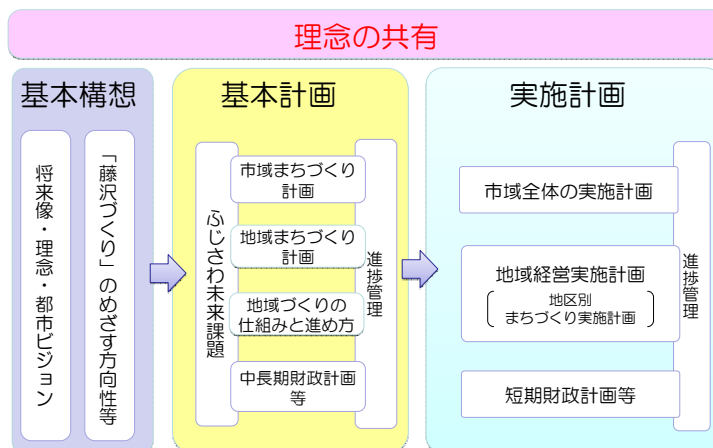 理念の共有
基本構想
将来像・理念・都市ビジョン
「藤沢づくり」のめざす方向性等
基本計画
ふじさわ未来課題
市域まちづくり
計画
地域まちづくり
計画
地域づくりの
仕組みと進め方
中長期財政計画
等
進捗管理
実施計画
市域全体の実施計画
地域経営実施計画
地区別
まちづくり実施計画
短期財政計画等
進捗管理